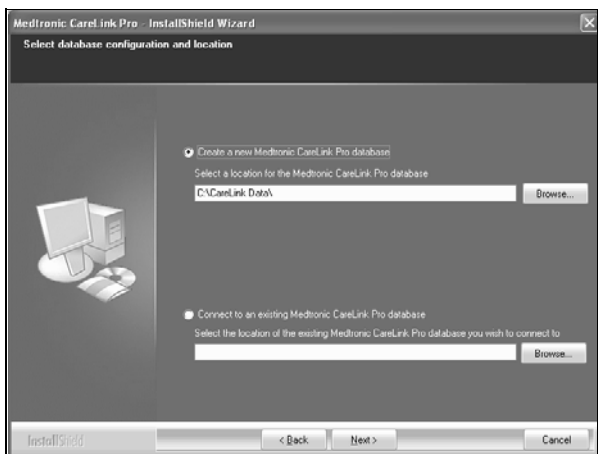 Medtronic CareLink Pro - InstallShield Wizard
Select database configuration and location
Create a new Medtronic CareLink Pro database
Select a location for the Medtronic CareLink Pro database
C:\CareLink Data\
Browse...
Connect to an existing Medtronic CareLink Pro database
Select the location of the existing Medtronic CareLink Pro database you wish to connect to
Browse...
InstallShield
< Back
Next >
Cancel